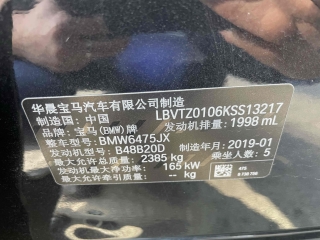 华晨宝马汽车有限公司制造
制造国: 中国 LBVTZ0106KSS13217
品牌: 宝马(BMW)牌 发动机排量: 1998 mL
整车型号: BMW6475JX
发动机型号: B48B20D 制造年月: 2019-01
最大允许总质量: 2385 kg 乘坐人数: 5
发动机最大净功率: 165 kW
最大允许牵引质量: -- kg